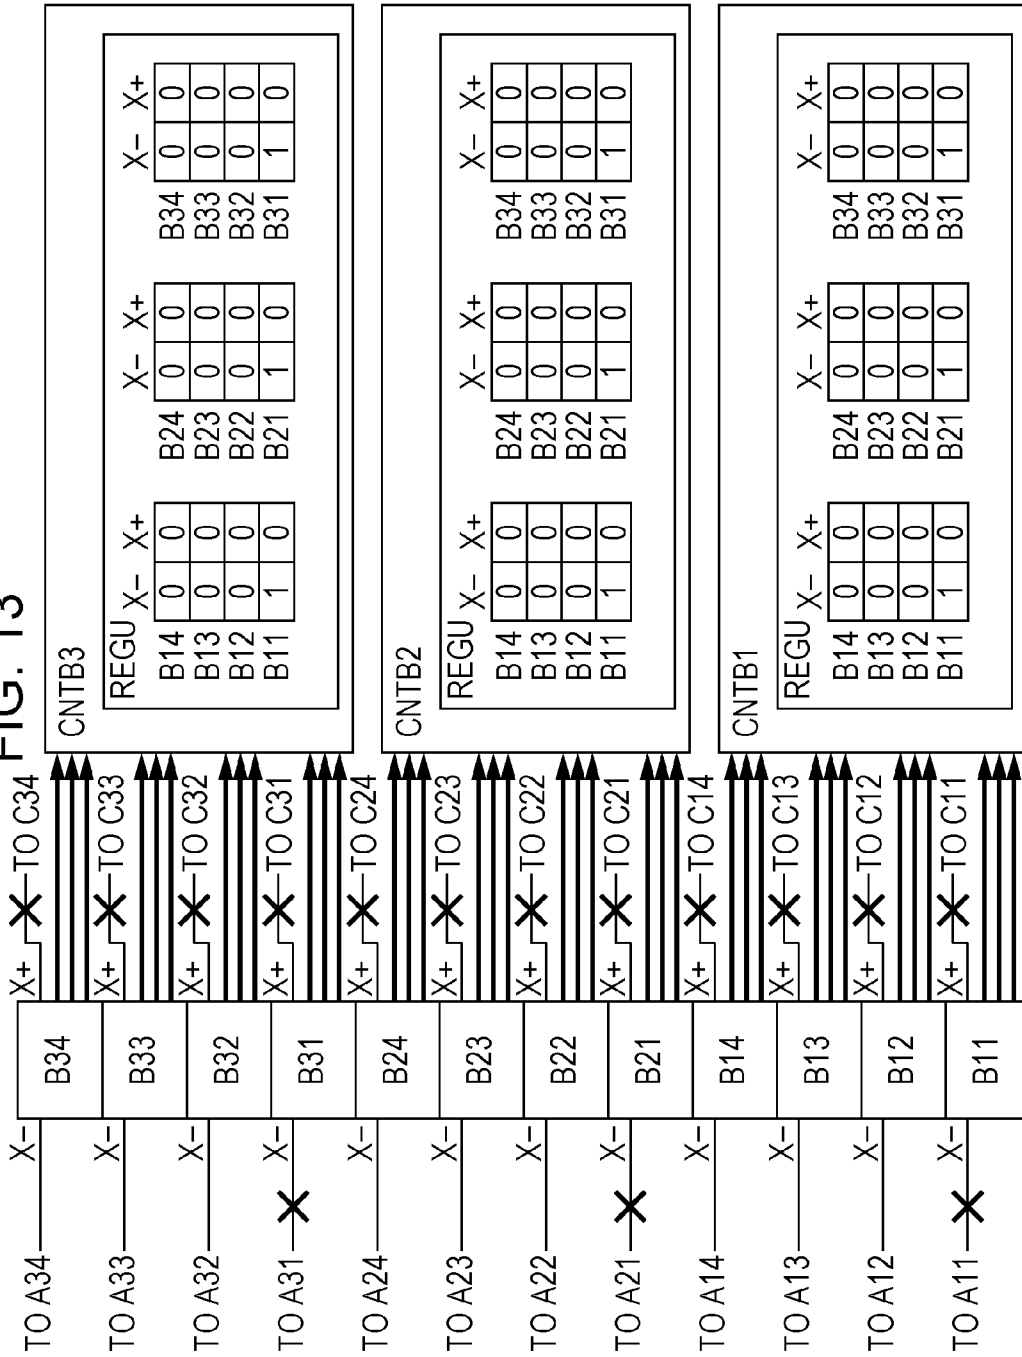 FIG. 13
CNTB3
REGU
X- X+
B14 0 0
B13 0 0
B12 0 0
B11 1 0
X- X+
B24 0 0
B23 0 0
B22 0 0
B21 1 0
X- X+
B34 0 0
B33 0 0
B32 0 0
B31 1 0
CNTB2
REGU
X- X+
B14 0 0
B13 0 0
B12 0 0
B11 1 0
X- X+
B24 0 0
B23 0 0
B22 0 0
B21 1 0
X- X+
B34 0 0
B33 0 0
B32 0 0
B31 1 0
CNTB1
REGU
X- X+
B14 0 0
B13 0 0
B12 0 0
B11 1 0
X- X+
B24 0 0
B23 0 0
B22 0 0
B21 1 0
X- X+
B34 0 0
B33 0 0
B32 0 0
B31 1 0
TO A34 X- B34 X+ TO C34
TO A33 X- B33 X+ TO C33
TO A32 X- B32 X+ TO C32
TO A31 X- B31 X+ TO C31
TO A24 X- B24 X+ TO C24
TO A23 X- B23 X+ TO C23
TO A22 X- B22 X+ TO C22
TO A21 X- B21 X+ TO C21
TO A14 X- B14 X+ TO C14
TO A13 X- B13 X+ TO C13
TO A12 X- B12 X+ TO C12
TO A11 X- B11 X+ TO C11